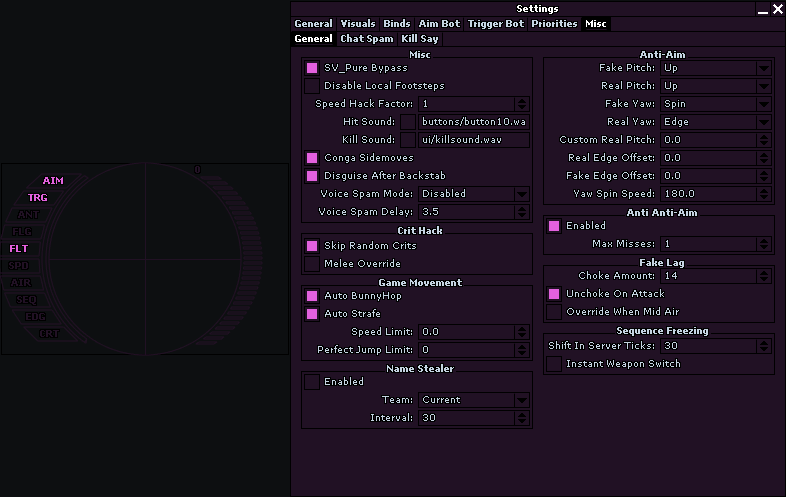 Settings
General Visuals Binds Aim Bot Trigger Bot Priorities Misc
General Chat Spam Kill Say
Misc
SV_Pure Bypass
Disable Local Footsteps
Speed Hack Factor: 1
Hit Sound: buttons/button10.wa
Kill Sound: ui/killsound.wav
Conga Sidemoves
Disguise After Backstab
Voice Spam Mode: Disabled
Voice Spam Delay: 3.5
Crit Hack
Skip Random Crits
Melee Override
Game Movement
Auto BunnyHop
Auto Strafe
Speed Limit: 0.0
Perfect Jump Limit: 0
Name Stealer
Enabled
Team: Current
Interval: 30
Anti-Aim
Fake Pitch: Up
Real Pitch: Up
Fake Yaw: Spin
Real Yaw: Edge
Custom Real Pitch: 0.0
Real Edge Offset: 0.0
Fake Edge Offset: 0.0
Yaw Spin Speed: 180.0
Anti Anti-Aim
Enabled
Max Misses: 1
Fake Lag
Choke Amount: 14
Unchoke On Attack
Override When Mid Air
Sequence Freezing
Shift In Server Ticks: 30
Instant Weapon Switch
0
AIM
TRG
ANT
FLG
FLT
SPD
AIR
SEQ
EDG
CRT